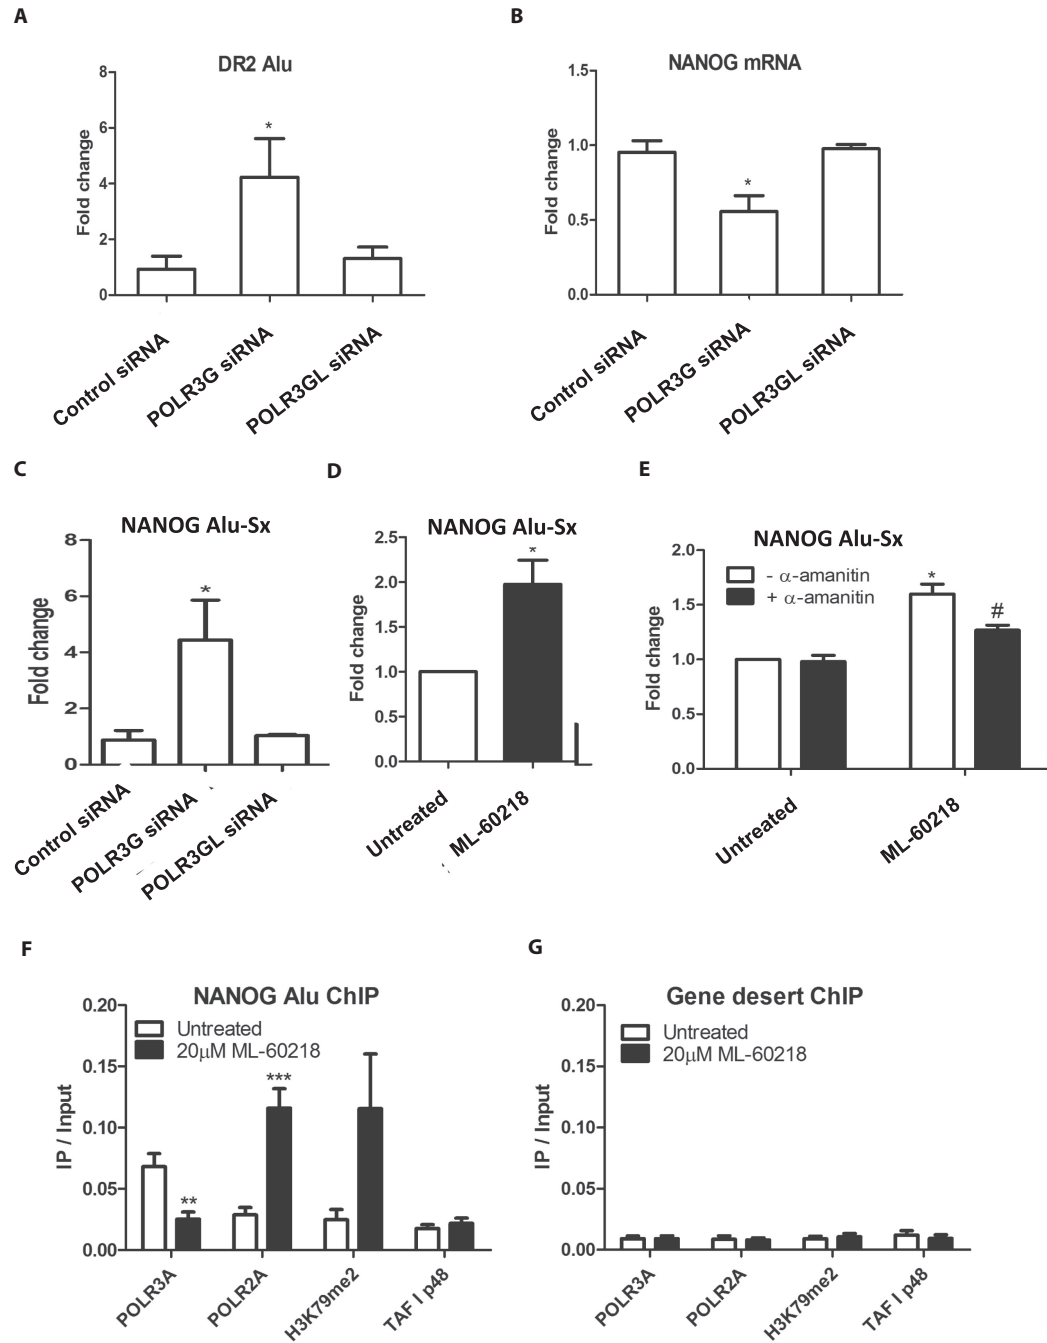 A
DR2 Alu
Fold change
8
6
4
2
0
*
Control siRNA
POLR3G siRNA
POLR3GL siRNA
B
NANOG mRNA
Fold change
1.5
1.0
0.5
0.0
*
Control siRNA
POLR3G siRNA
POLR3GL siRNA
C
NANOG Alu-Sx
Fold change
8
6
4
2
0
*
Control siRNA
POLR3G siRNA
POLR3GL siRNA
D
NANOG Alu-Sx
Fold change
2.5
2.0
1.5
1.0
0.5
0.0
*
Untreated
ML-60218
E
NANOG Alu-Sx
Fold change
2.0
1.5
1.0
0.5
0.0
- α-amanitin
+ α-amanitin
*
#
Untreated
ML-60218
F
NANOG Alu ChIP
IP / Input
0.20
0.15
0.10
0.05
0.00
Untreated
20μM ML-60218
**
***
POLR3A
POLR2A
H3K79me2
TAF I p48
G
Gene desert ChIP
IP / Input
0.20
0.15
0.10
0.05
0.00
Untreated
20μM ML-60218
POLR3A
POLR2A
H3K79me2
TAF I p48